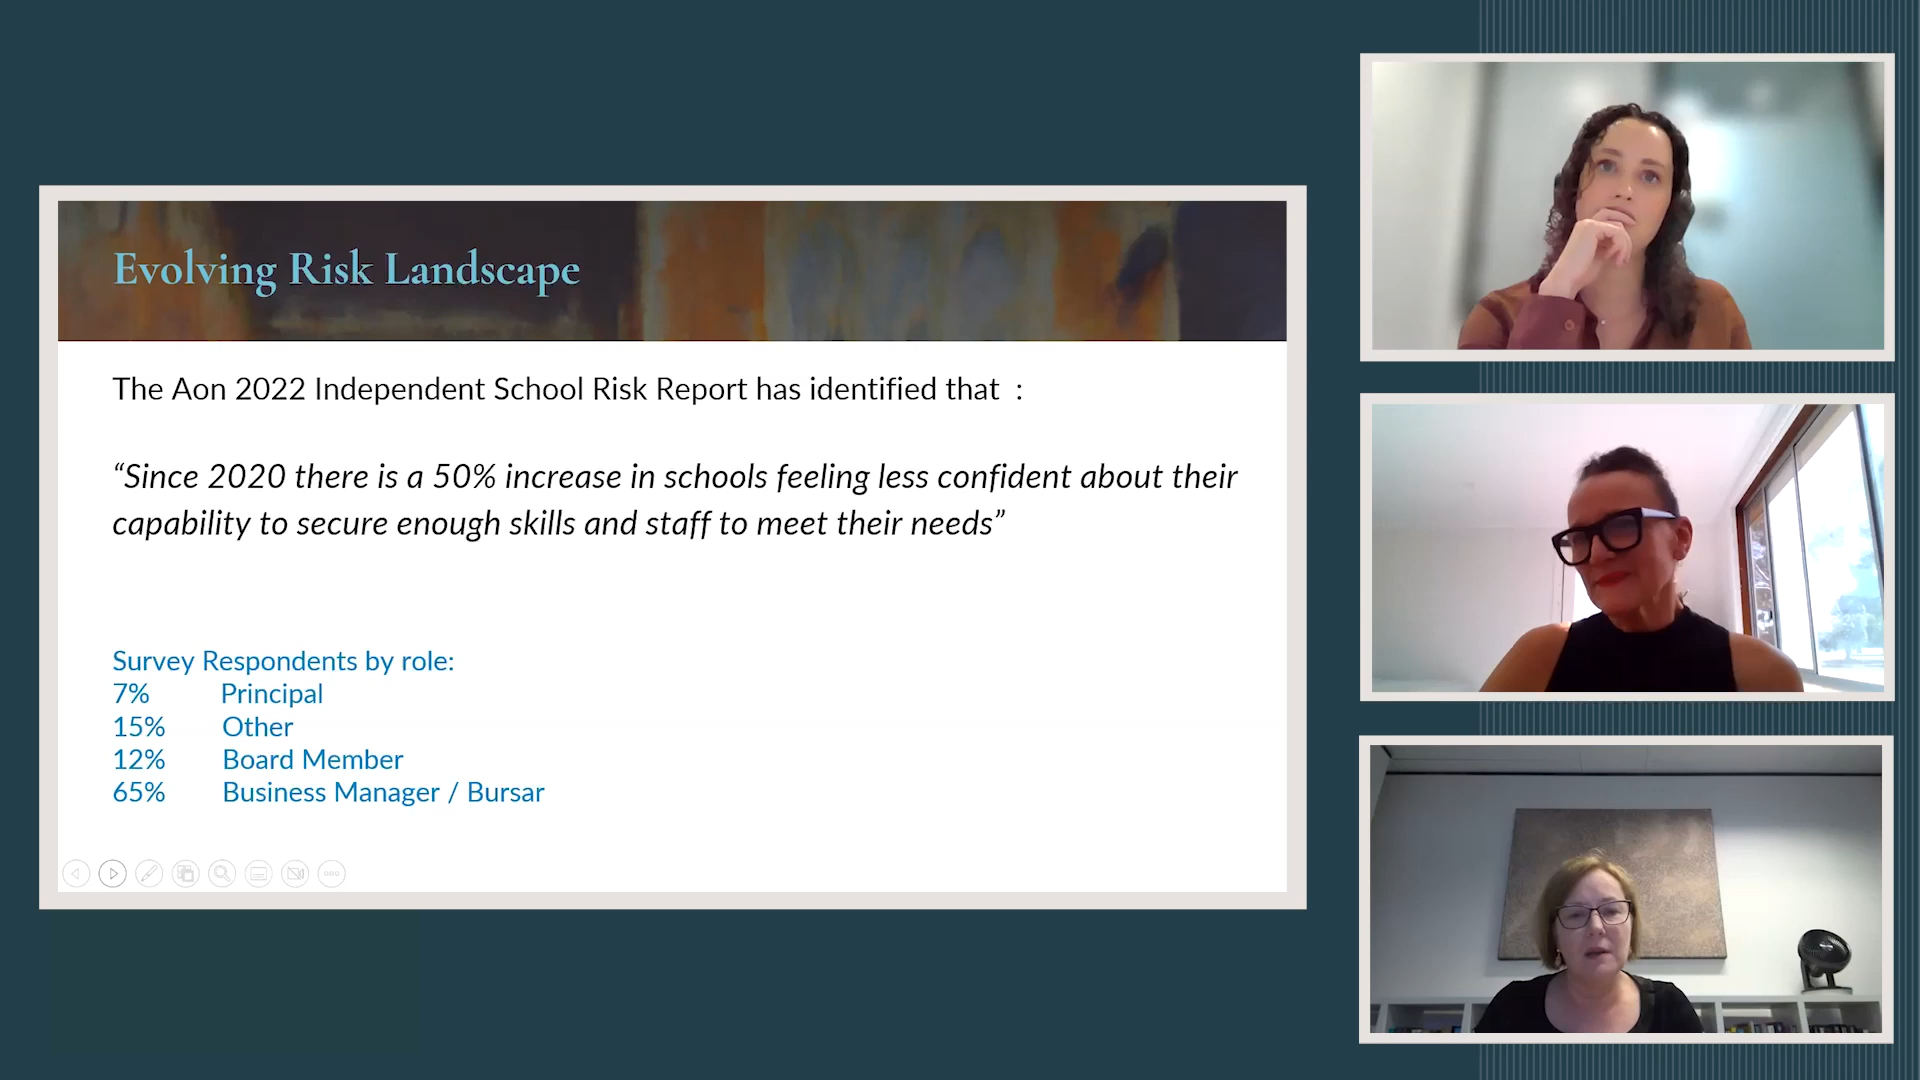 Evolving Risk Landscape
The Aon 2022 Independent School Risk Report has identified that  :
“Since 2020 there is a 50% increase in schools feeling less confident about their
capability to secure enough skills and staff to meet their needs”
Survey Respondents by role:
7% Principal
15% Other
12% Board Member
65% Business Manager / Bursar